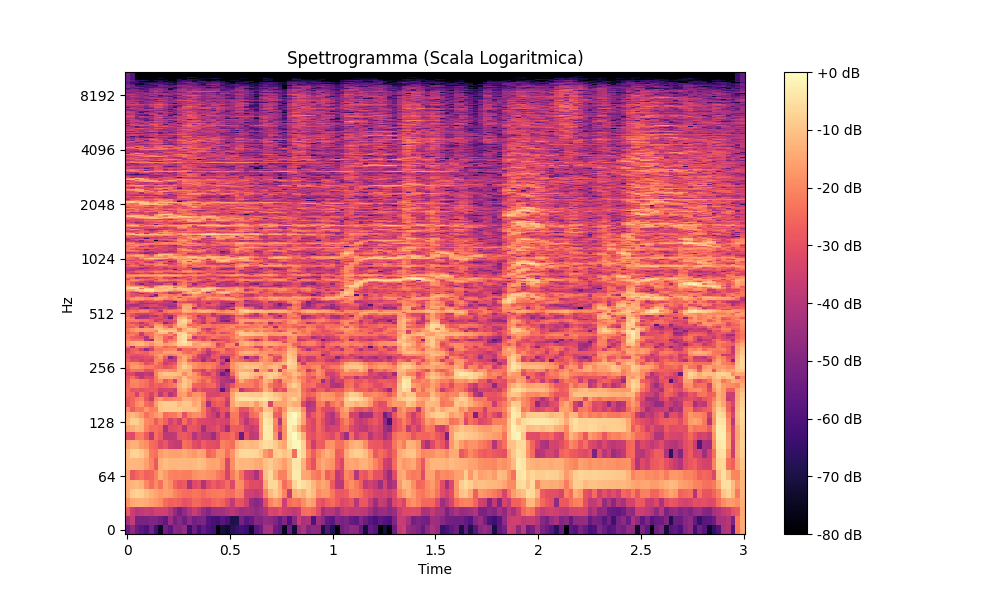 Spettrogramma (Scala Logaritmica)
8192
4096
2048
1024
512
256
128
64
0
Hz
0
0.5
1
1.5
2
2.5
3
Time
+0 dB
-10 dB
-20 dB
-30 dB
-40 dB
-50 dB
-60 dB
-70 dB
-80 dB